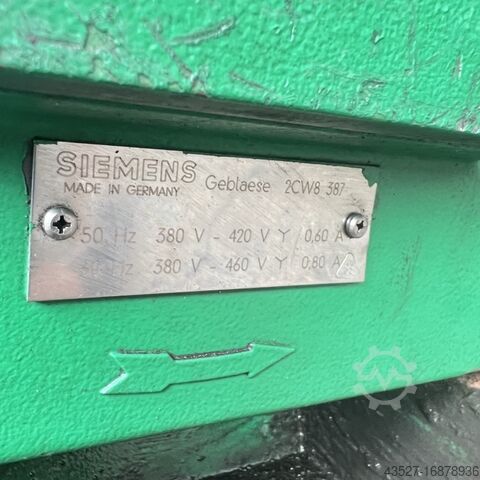 SIEMENS Geblaese 2CW8 387
MADE IN GERMANY
50 Hz 380 V - 420 V Y 0,60 A
Hz 380 V - 460 V Y 0,80 A
43527-16878936